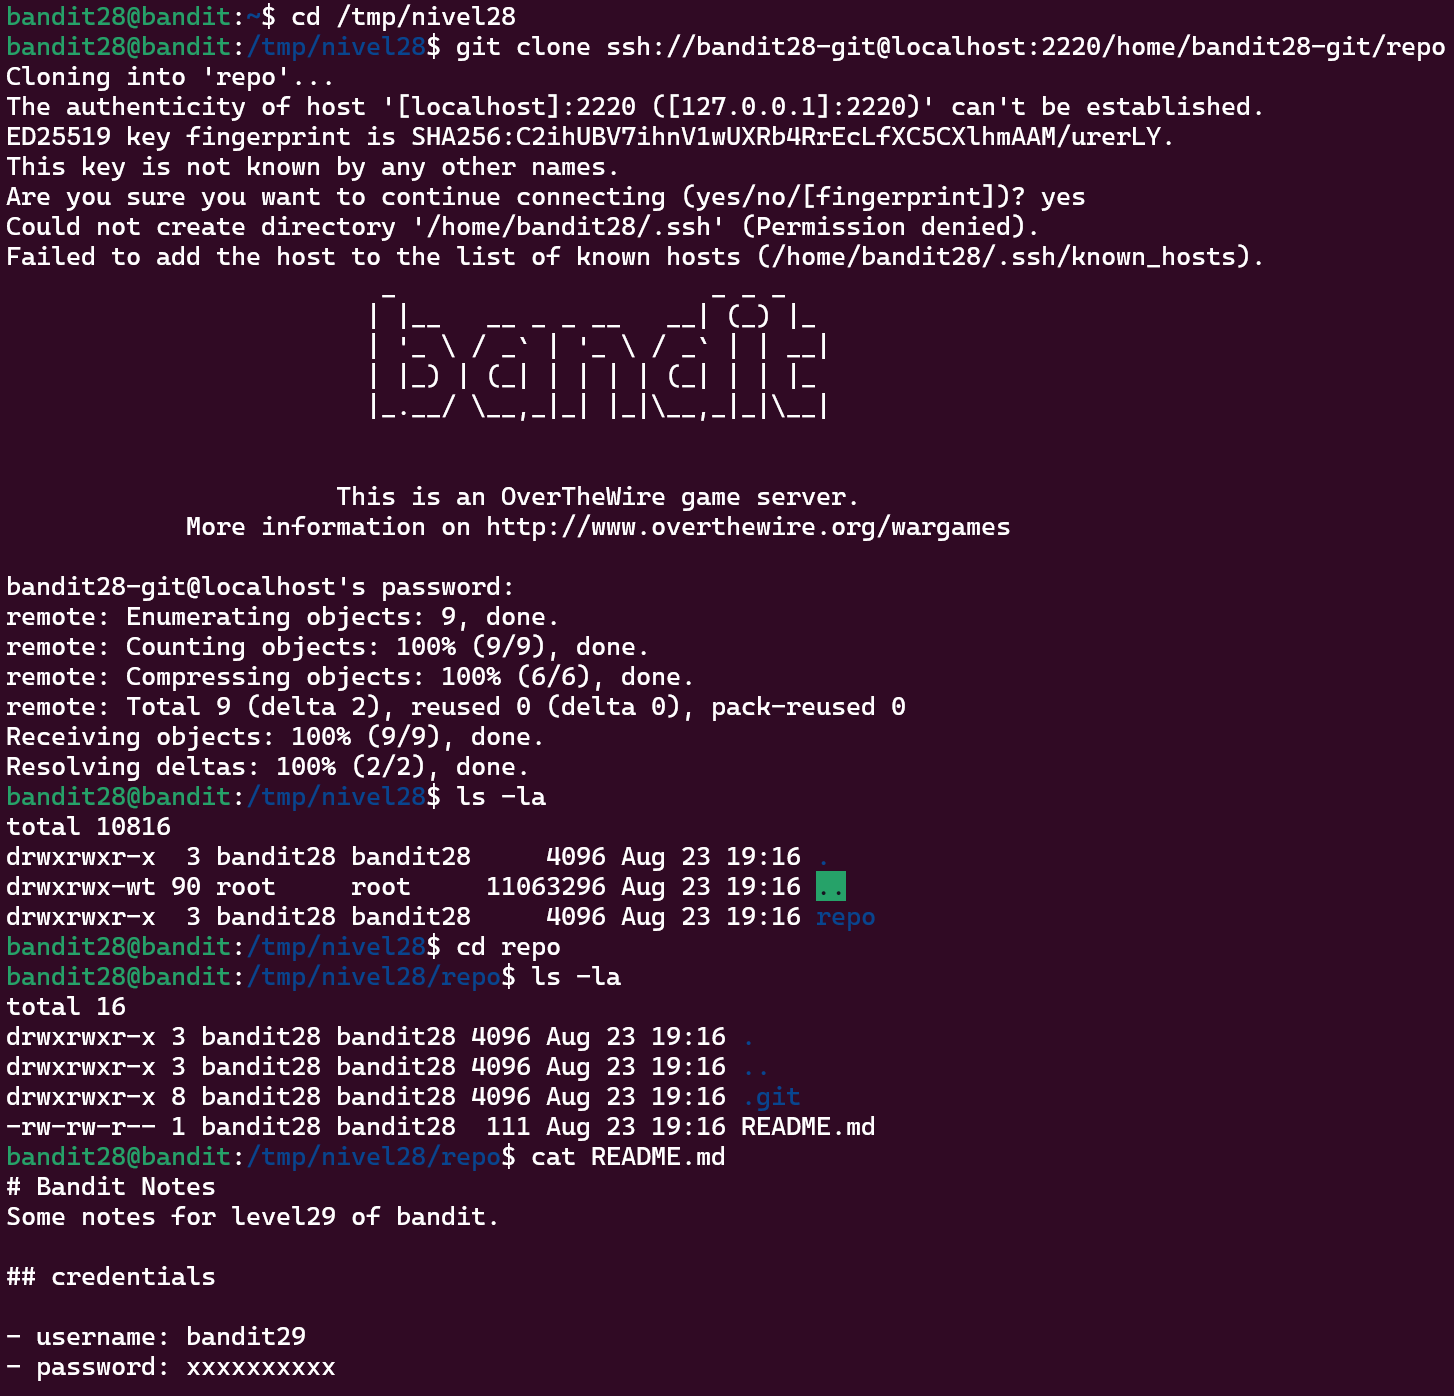 bandit28@bandit:~$ cd /tmp/nivel28
bandit28@bandit:/tmp/nivel28$ git clone ssh://bandit28-git@localhost:2220/home/bandit28-git/repo
Cloning into 'repo'...
The authenticity of host '[localhost]:2220 ([127.0.0.1]:2220)' can't be established.
ED25519 key fingerprint is SHA256:C2ihUBV7ihnV1wUXRb4RrEcLfXC5CXlhmAAM/urerLY.
This key is not known by any other names.
Are you sure you want to continue connecting (yes/no/[fingerprint])? yes
Could not create directory '/home/bandit28/.ssh' (Permission denied).
Failed to add the host to the list of known hosts (/home/bandit28/.ssh/known_hosts).
                         _                     _ _ _
                        | |__   __ _ _ __   __| (_) |_
                        | '_ \ / _` | '_ \ / _` | | __|
                        | |_) | (_| | | | | (_| | | |_
                        |_.__/ \__,_|_| |_|\__,_|_|\__|
                      This is an OverTheWire game server.
            More information on http://www.overthewire.org/wargames
bandit28-git@localhost's password:
remote: Enumerating objects: 9, done.
remote: Counting objects: 100% (9/9), done.
remote: Compressing objects: 100% (6/6), done.
remote: Total 9 (delta 2), reused 0 (delta 0), pack-reused 0
Receiving objects: 100% (9/9), done.
Resolving deltas: 100% (2/2), done.
bandit28@bandit:/tmp/nivel28$ ls -la
total 10816
drwxrwxr-x  3 bandit28 bandit28     4096 Aug 23 19:16 .
drwxrwx-wt 90 root     root     11063296 Aug 23 19:16 ..
drwxrwxr-x  3 bandit28 bandit28     4096 Aug 23 19:16 repo
bandit28@bandit:/tmp/nivel28$ cd repo
bandit28@bandit:/tmp/nivel28/repo$ ls -la
total 16
drwxrwxr-x 3 bandit28 bandit28 4096 Aug 23 19:16 .
drwxrwxr-x 3 bandit28 bandit28 4096 Aug 23 19:16 ..
drwxrwxr-x 8 bandit28 bandit28 4096 Aug 23 19:16 .git
-rw-rw-r-- 1 bandit28 bandit28  111 Aug 23 19:16 README.md
bandit28@bandit:/tmp/nivel28/repo$ cat README.md
# Bandit Notes
Some notes for level29 of bandit.
## credentials
- username: bandit29
- password: xxxxxxxxxx